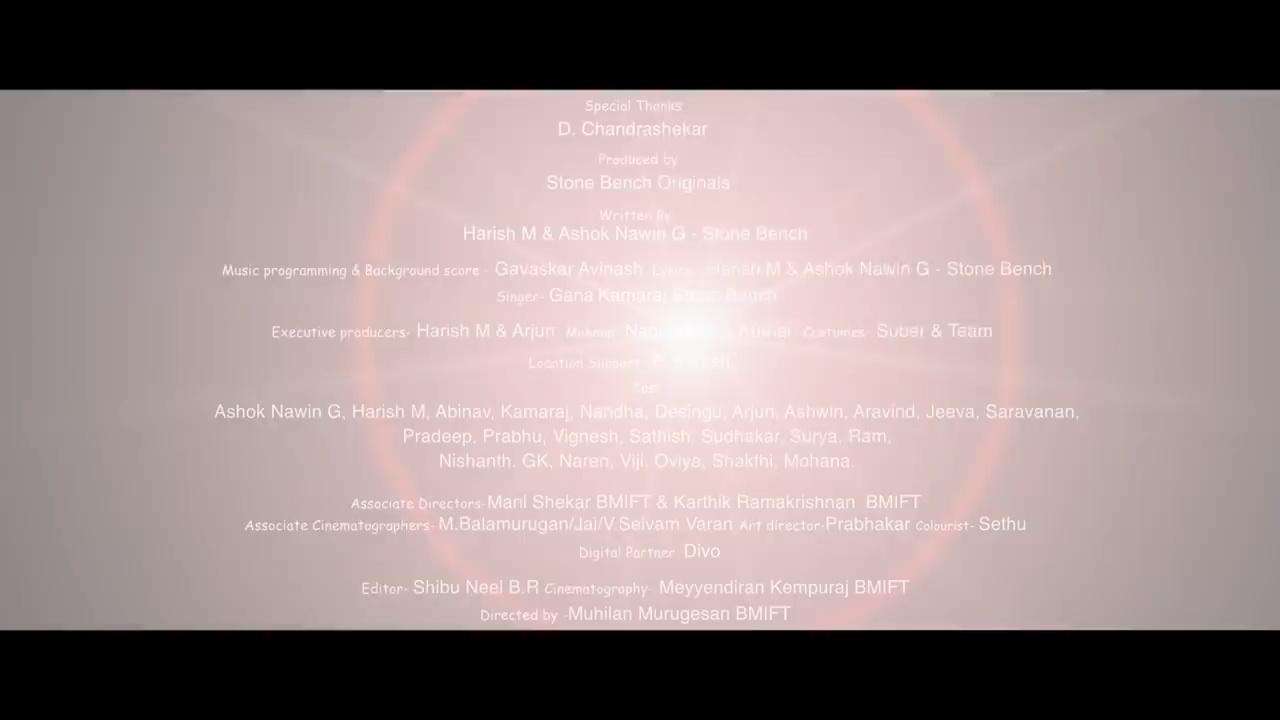 Special Thanks
D. Chandrashekar
Produced by
Stone Bench Originals
Written By
Harish M & Ashok Nawin G - Stone Bench
Music programming & Background score - Gavaskar Avinash Lyrics - Harish M & Ashok Nawin G - Stone Bench
Singer- Gana Kamaraj Stone Bench
Executive producers- Harish M & Arjun Makeup Kumar Costumes- Suber & Team
Location Support-
Cast
Ashok Nawin G, Harish M, Abinav, Kamaraj, Nandha, Desingu, Arjun, Ashwin, Aravind, Jeeva, Saravanan,
Pradeep, Prabhu, Vignesh, Sathish, Sudhakar, Surya, Ram,
Nishanth. GK, Naren, Viji, Oviya, Shakthi, Mohana.
Associate Directors-Mani Shekar BMIFT & Karthik Ramakrishnan BMIFT
Associate Cinematographers- M.Balamurugan/Jai/V.Selvam Varan Art director-Prabhakar Colourist- Sethu
Digital Partner Divo
Editor- Shibu Neel B.R Cinematography- Meyyendiran Kempuraj BMIFT
Directed by -Muhilan Murugesan BMIFT